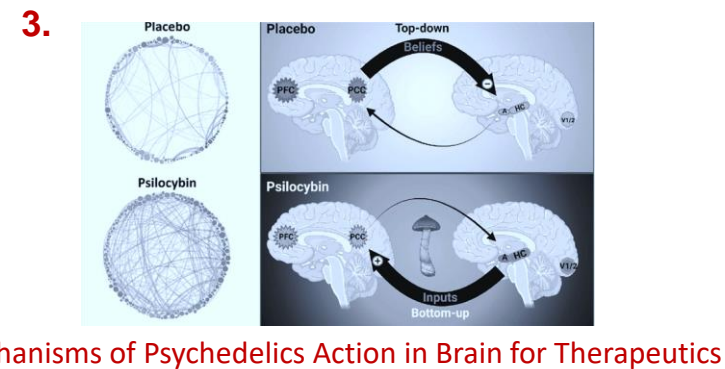 3.
Placebo
Placebo
Top-down
Beliefs
PFC
PCC
−
A HC
V1/2
Psilocybin
Psilocybin
PFC
PCC
+
A HC
V1/2
Inputs
Bottom-up
hanisms of Psychedelics Action in Brain for Therapeutics